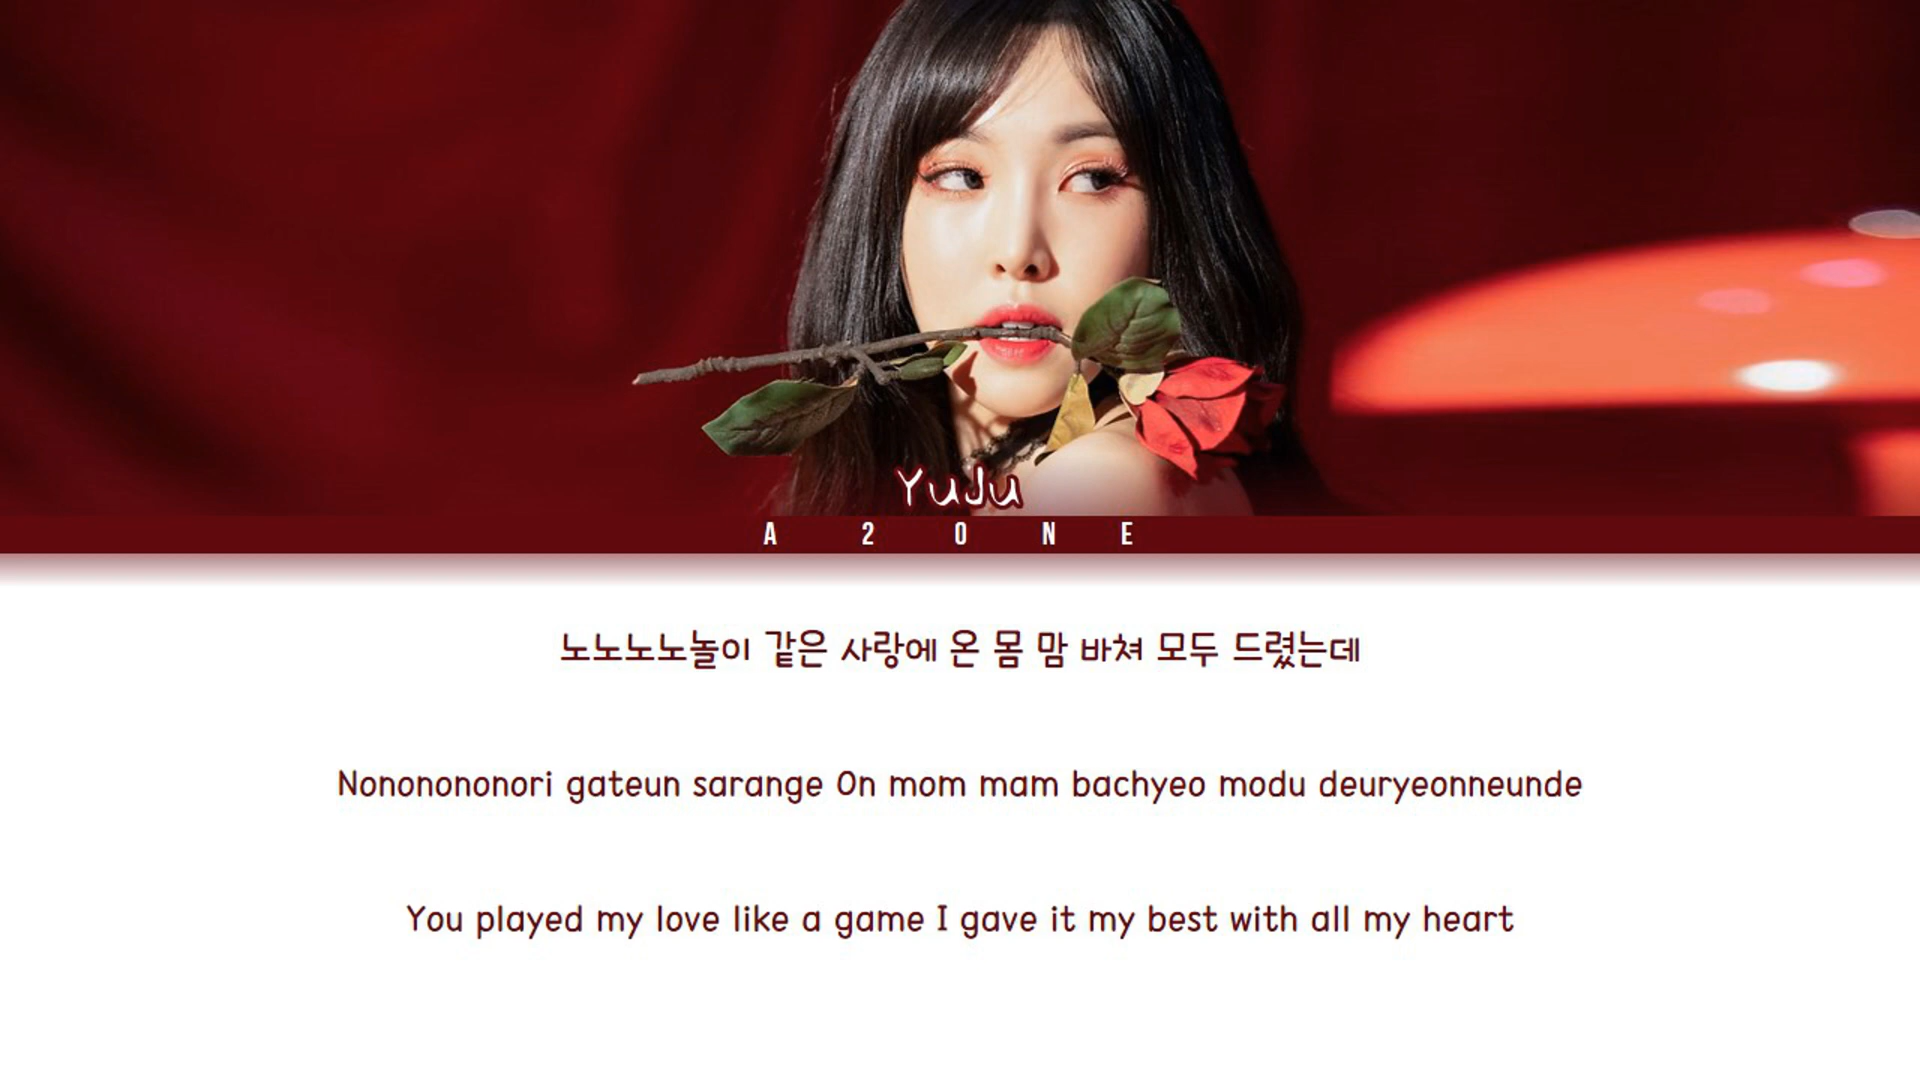 YuJu
A 2 O N E
노노노노놀이 같은 사랑에 온 몸 맘 바쳐 모두 드렸는데
Nonononononori gateun sarange On mom mam bachyeo modu deuryeonneunde
You played my love like a game I gave it my best with all my heart